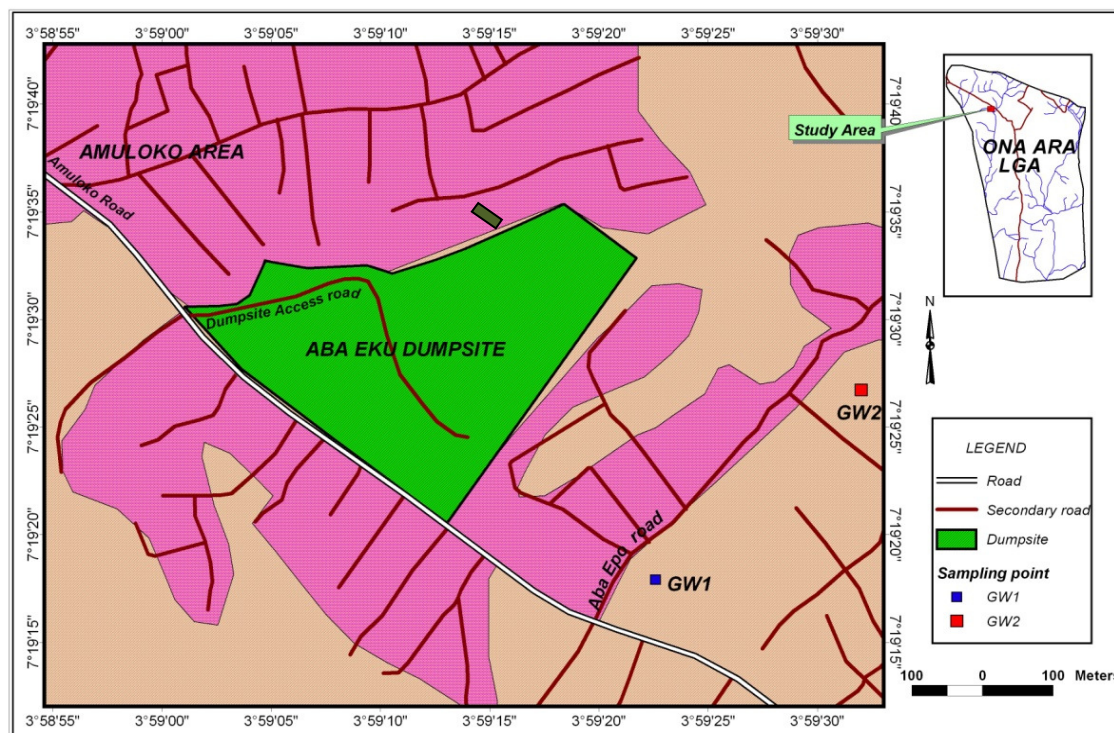 3°58'55" 3°59'00" 3°59'05" 3°59'10" 3°59'15" 3°59'20" 3°59'25" 3°59'30"
7°19'40"
7°19'35"
7°19'30"
7°19'25"
7°19'20"
7°19'15"
AMULOKO AREA
Amuloko Road
Dumpsite Access road
ABA EKU DUMPSITE
Aba Epo road
GW1
GW2
7°19'40"
7°19'35"
7°19'30"
7°19'25"
7°19'20"
7°19'15"
3°58'55" 3°59'00" 3°59'05" 3°59'10" 3°59'15" 3°59'20" 3°59'25" 3°59'30"
Study Area
ONA ARA
LGA
N
LEGEND
Road
Secondary road
Dumpsite
Sampling point
GW1
GW2
100 0 100 Meters